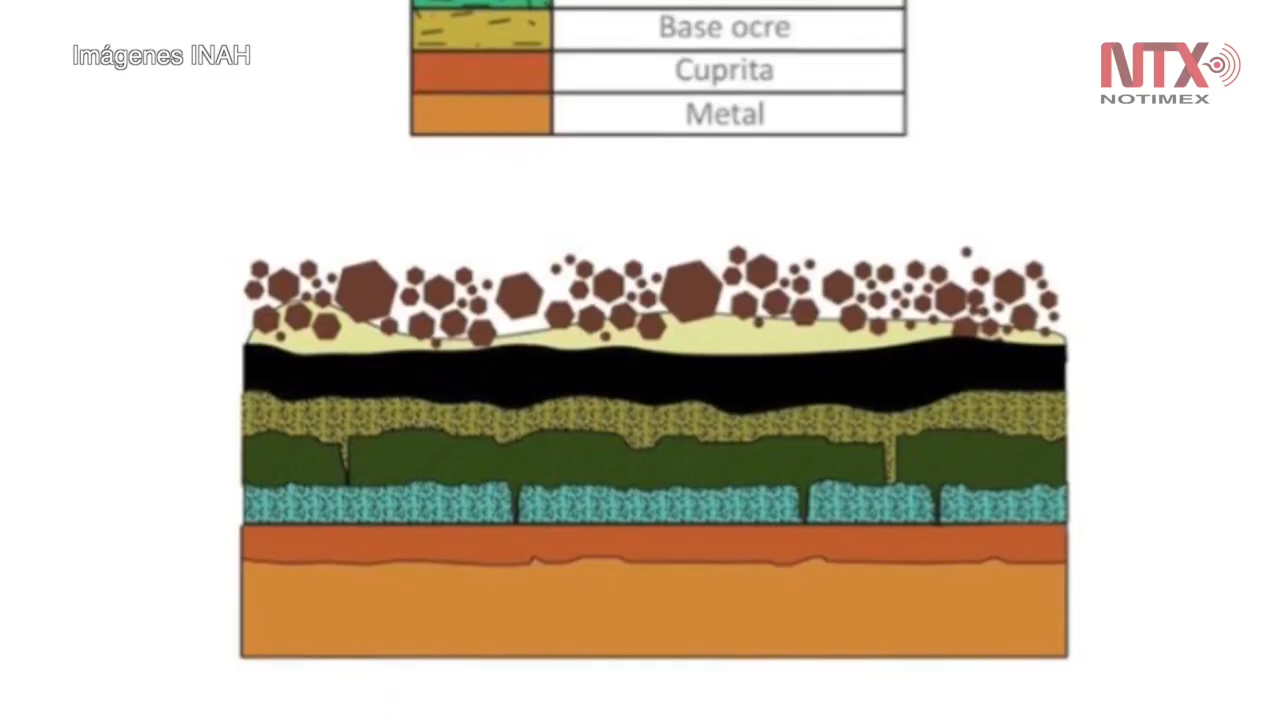 Imágenes INAH
Base ocre
Cuprita
Metal
NTX
NOTIMEX